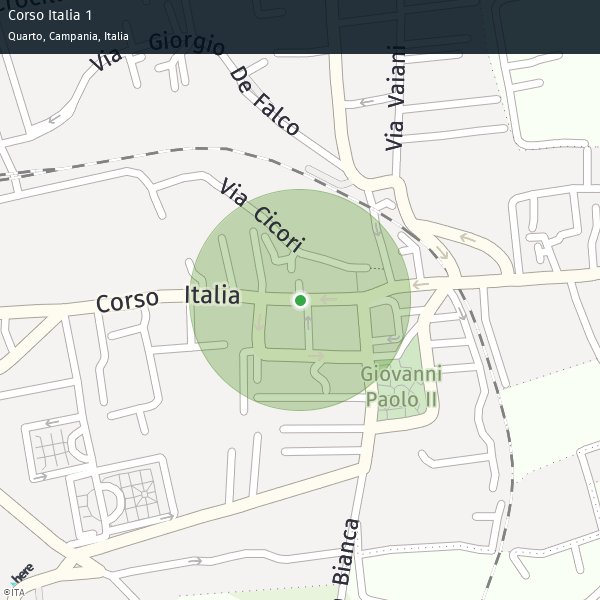 Corso Italia 1
Quarto, Campania, Italia
Via Giorgio De Falco
Via Vaiani
Via Cicori
Corso Italia
Giovanni
Paolo II
Bianca
here
©ITA